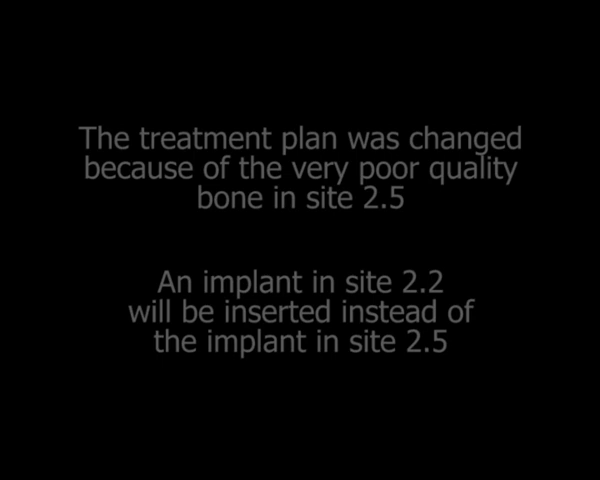 The treatment plan was changed
because of the very poor quality
bone in site 2.5
An implant in site 2.2
will be inserted instead of
the implant in site 2.5